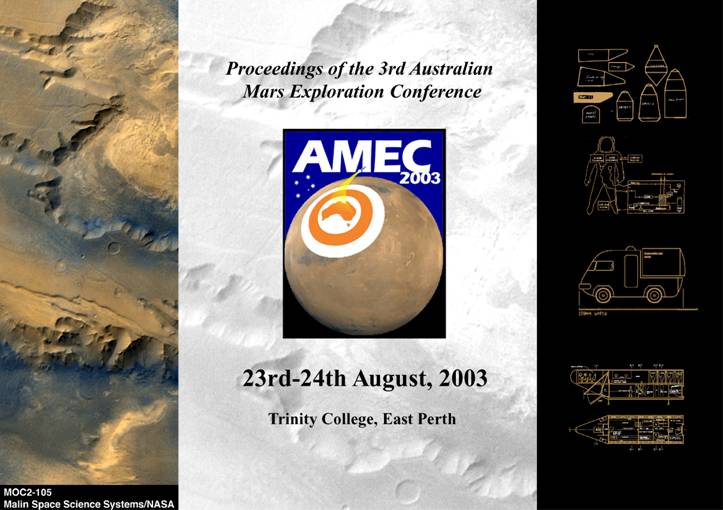 Proceedings of the 3rd Australian
Mars Exploration Conference
AMEC
2003
23rd-24th August, 2003
Trinity College, East Perth
MOC2-105
Malin Space Science Systems/NASA